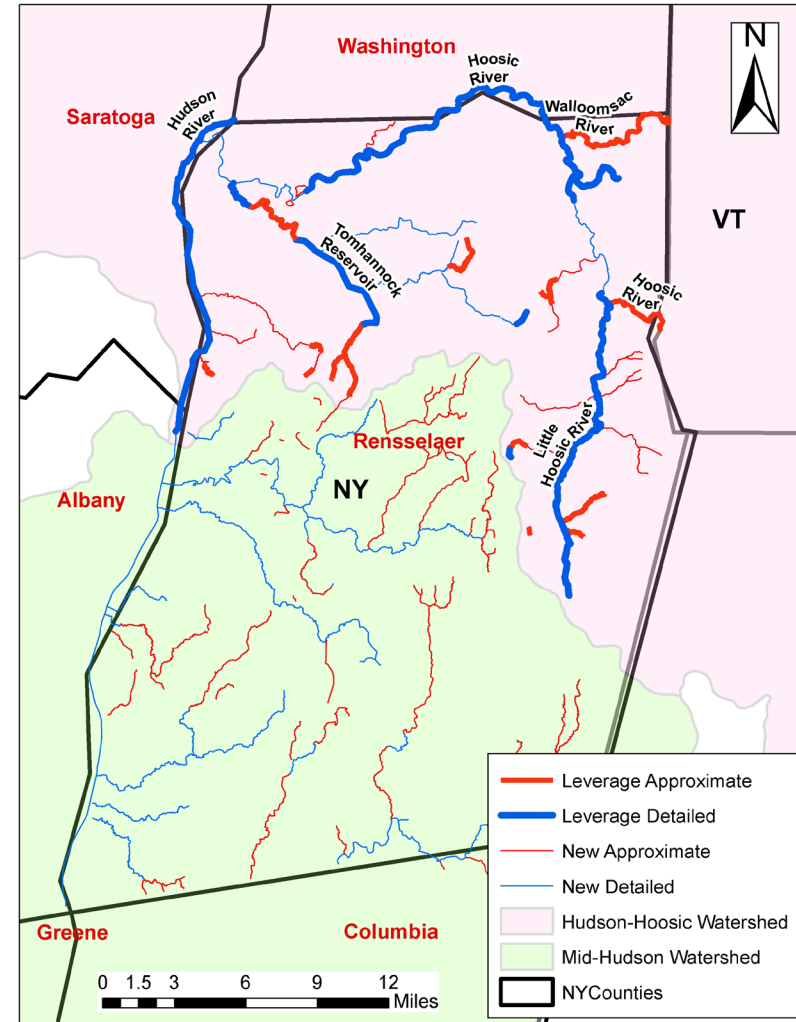 N
Washington
Hoosic
River
Saratoga
Hudson
River
Walloomsac
River
VT
Tomhannock
Reservoir
Hoosic
River
Little
Hoosic River
Rensselaer
NY
Albany
Greene
Columbia
Leverage Approximate
Leverage Detailed
New Approximate
New Detailed
Hudson-Hoosic Watershed
Mid-Hudson Watershed
NYCounties
0 1.5 3 6 9 12
Miles